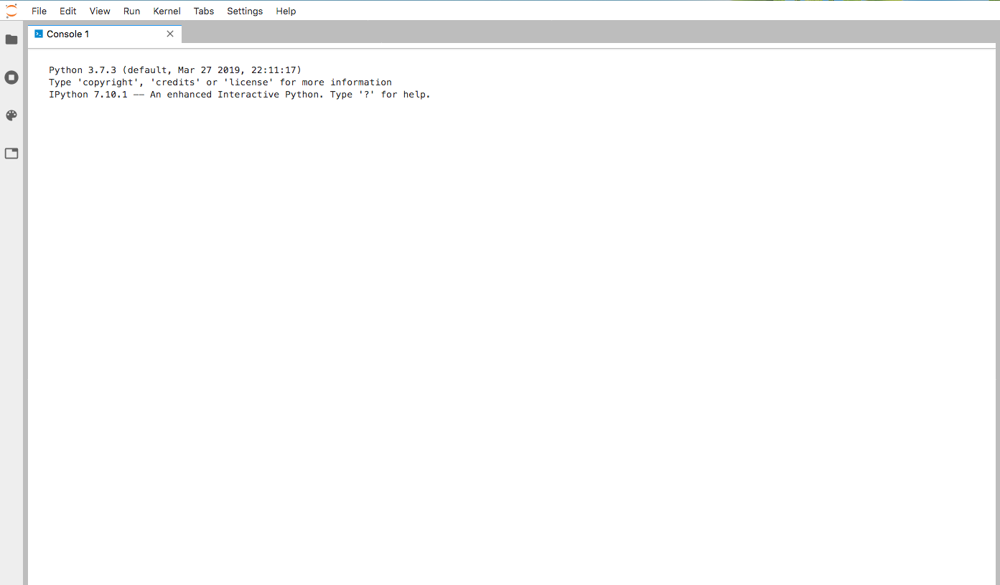 File Edit View Run Kernel Tabs Settings Help
Console 1
Python 3.7.3 (default, Mar 27 2019, 22:11:17)
Type 'copyright', 'credits' or 'license' for more information
IPython 7.10.1 -- An enhanced Interactive Python. Type '?' for help.